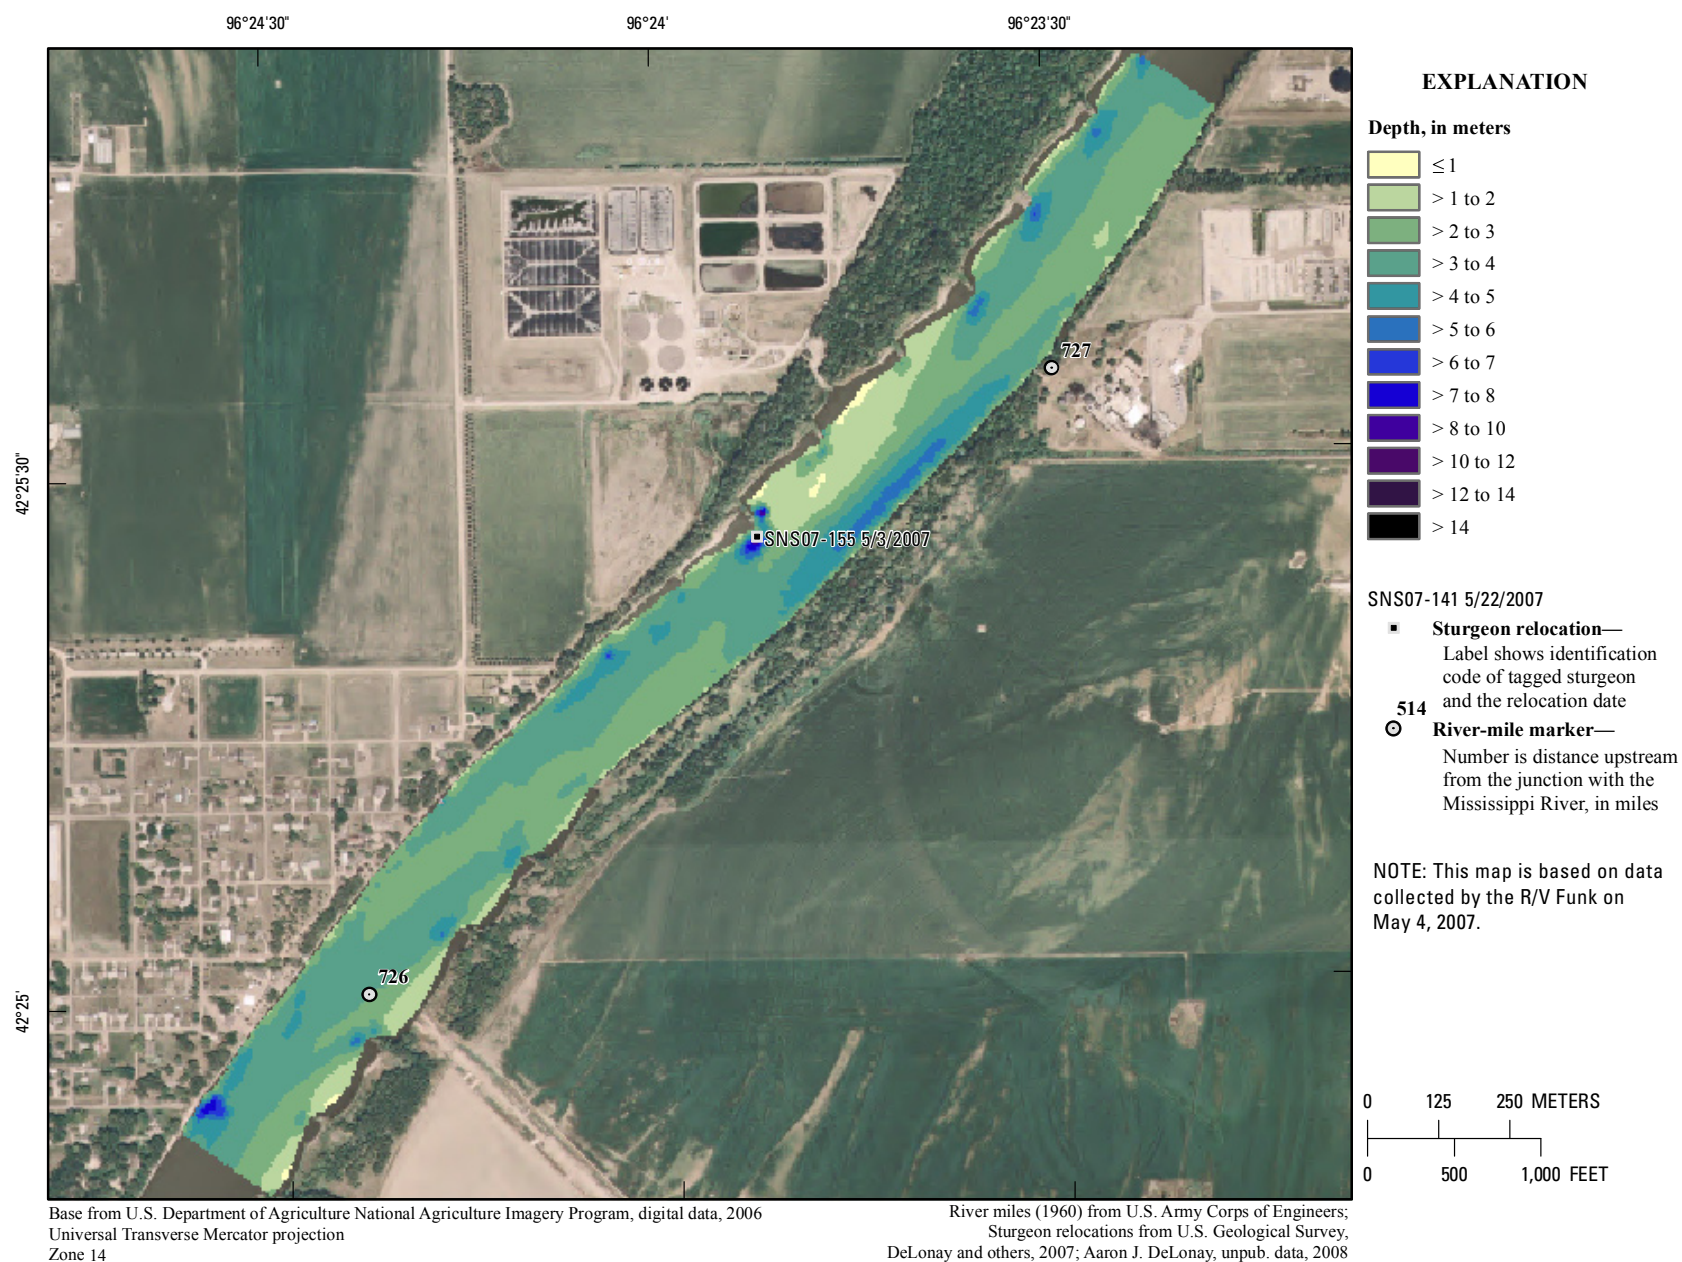 96°24'30"
96°24'
96°23'30"
42°25'30"
42°25'
727
SNS07-155 5/3/2007
726
EXPLANATION
Depth, in meters
≤ 1
> 1 to 2
> 2 to 3
> 3 to 4
> 4 to 5
> 5 to 6
> 6 to 7
> 7 to 8
> 8 to 10
> 10 to 12
> 12 to 14
> 14
SNS07-141 5/22/2007
Sturgeon relocation—
Label shows identification
code of tagged sturgeon
and the relocation date
514
River-mile marker—
Number is distance upstream
from the junction with the
Mississippi River, in miles
NOTE: This map is based on data
collected by the R/V Funk on
May 4, 2007.
0 125 250 METERS
0 500 1,000 FEET
Base from U.S. Department of Agriculture National Agriculture Imagery Program, digital data, 2006
Universal Transverse Mercator projection
Zone 14
River miles (1960) from U.S. Army Corps of Engineers;
Sturgeon relocations from U.S. Geological Survey,
DeLonay and others, 2007; Aaron J. DeLonay, unpub. data, 2008